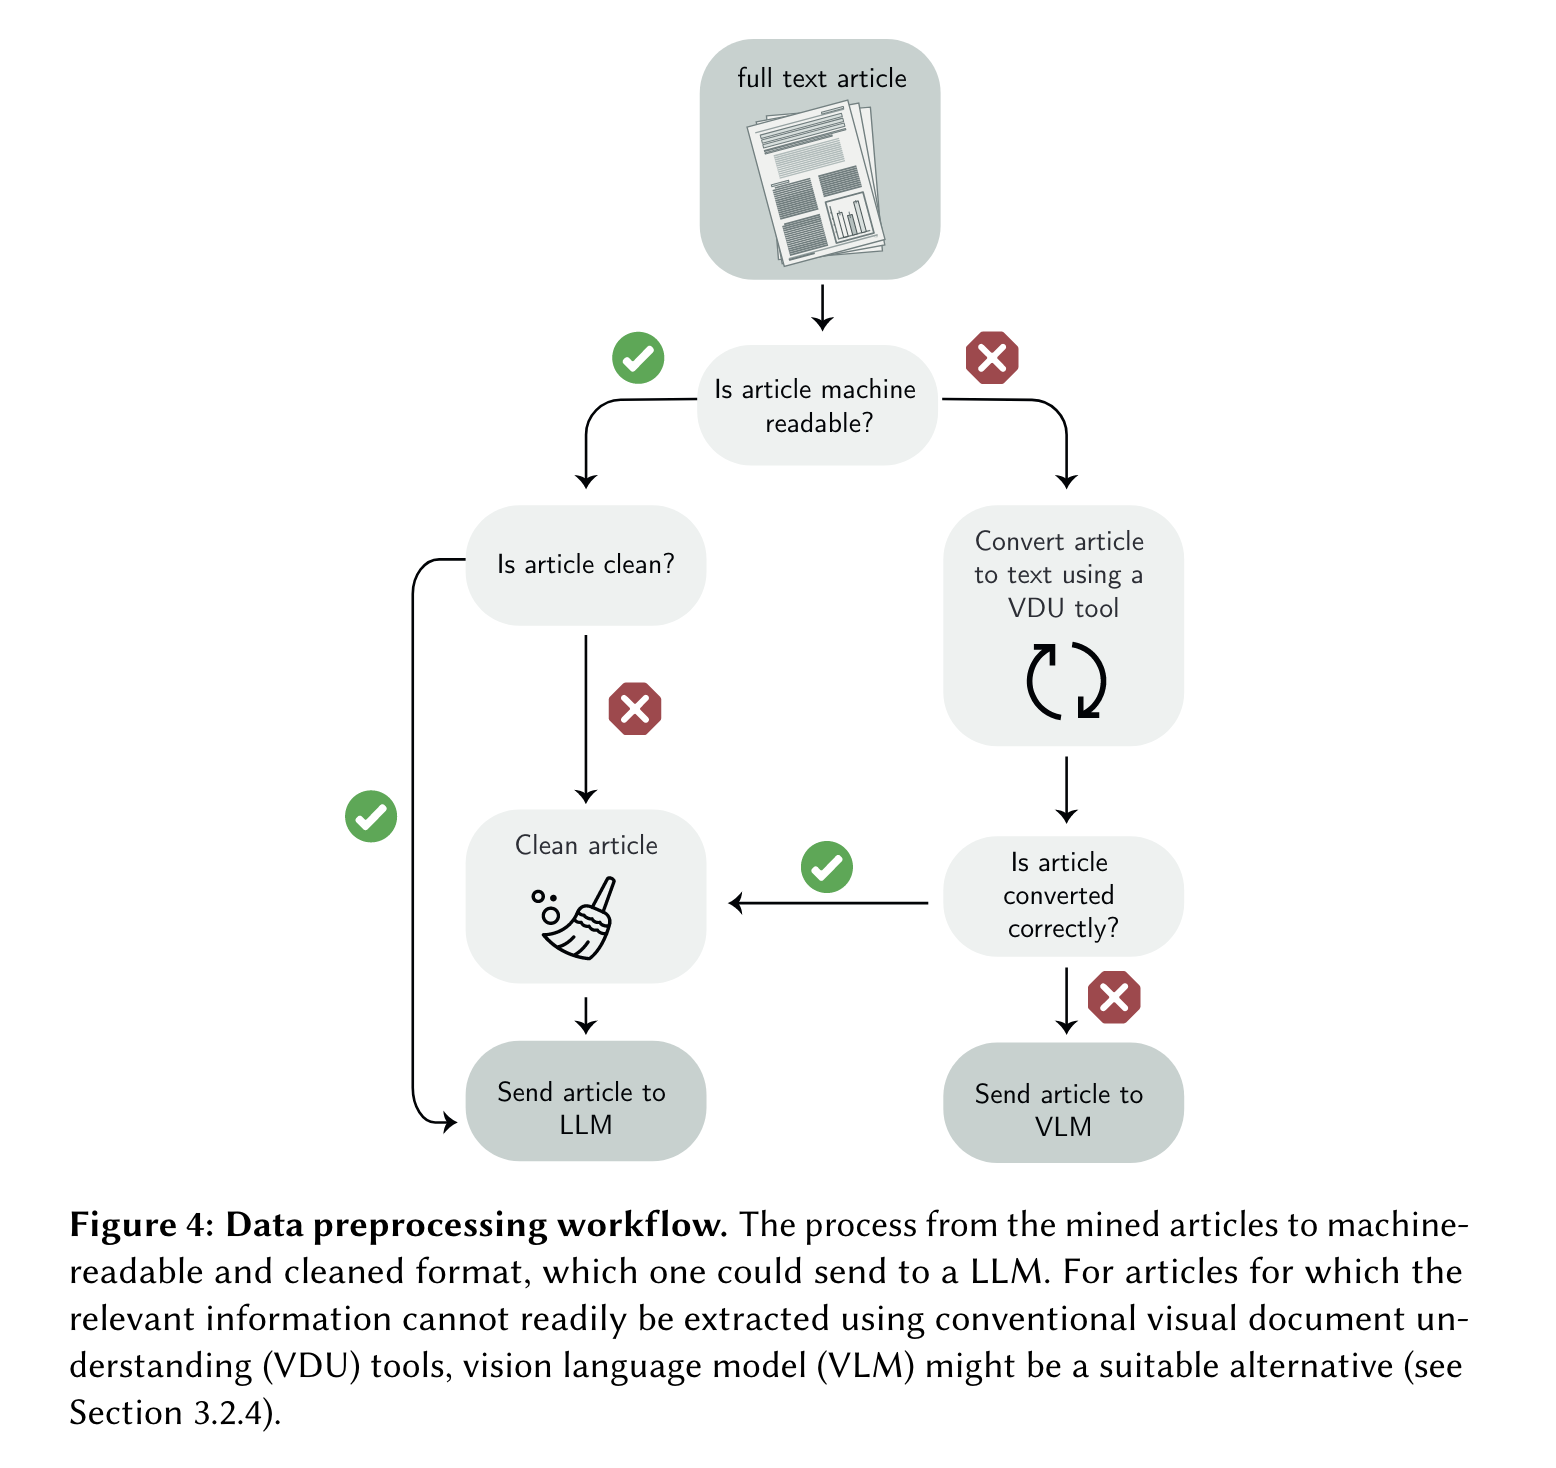 full text article
Is article machine
readable?
Is article clean?
Convert article
to text using a
VDU tool
Clean article
Is article
converted
correctly?
Send article to
LLM
Send article to
VLM
Figure 4: Data preprocessing workflow. The process from the mined articles to machine-
readable and cleaned format, which one could send to a LLM. For articles for which the
relevant information cannot readily be extracted using conventional visual document un-
derstanding (VDU) tools, vision language model (VLM) might be a suitable alternative (see
Section 3.2.4).